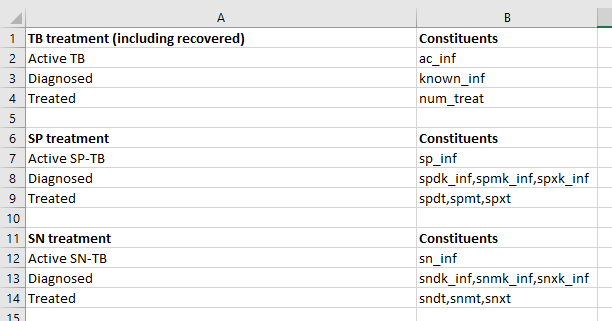 A B
1 TB treatment (including recovered) Constituents
2 Active TB ac_inf
3 Diagnosed known_inf
4 Treated num_treat
5
6 SP treatment Constituents
7 Active SP-TB sp_inf
8 Diagnosed spdk_inf,spmk_inf,spxk_inf
9 Treated spdt,spmt,spxt
10
11 SN treatment Constituents
12 Active SN-TB sn_inf
13 Diagnosed sndk_inf,snmk_inf,snxk_inf
14 Treated sndt,snmt,snxt
15